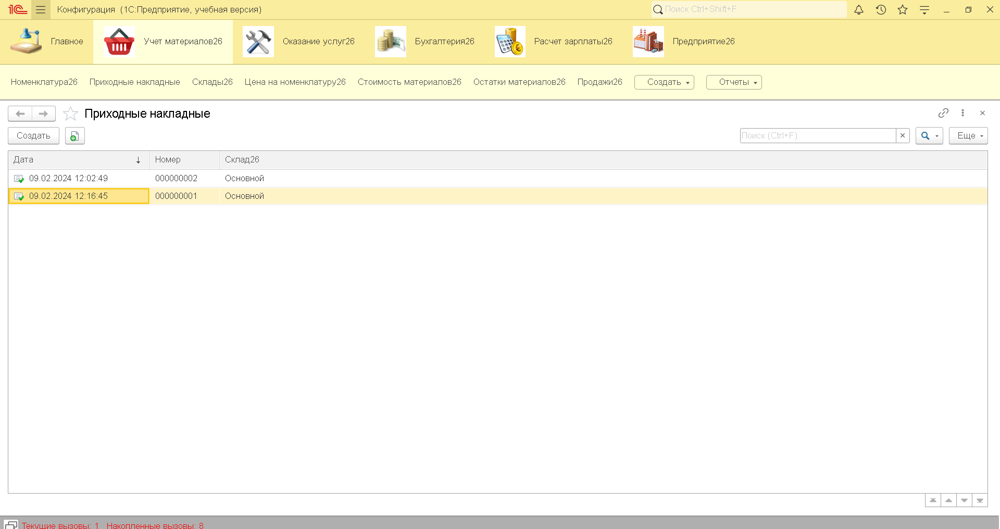 1С Конфигурация (1С:Предприятие, учебная версия) Поиск Ctrl+Shift+F
Главное Учет материалов26 Оказание услуг26 Бухгалтерия26 Расчет зарплаты26 Предприятие26
Номенклатура26 Приходные накладные Склады26 Цена на номенклатуру26 Стоимость материалов26 Остатки материалов26 Продажи26 Создать Отчеты
Приходные накладные
Создать Поиск (Ctrl+F) Еще
Дата Номер Склад26
09.02.2024 12:02:49 000000002 Основной
09.02.2024 12:16:45 000000001 Основной
Текущие вызовы: 1 Накопленные вызовы: 8